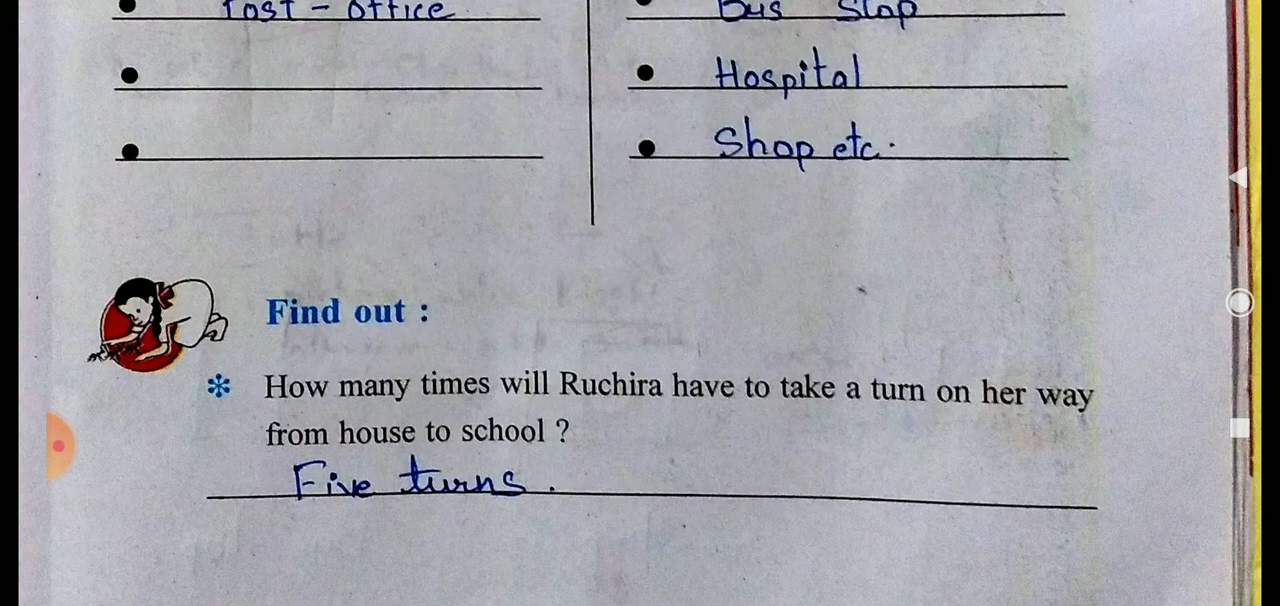 Post - office
Bus Stop
Hospital
Shop etc.
Find out :
How many times will Ruchira have to take a turn on her way
from house to school ?
Five turns.